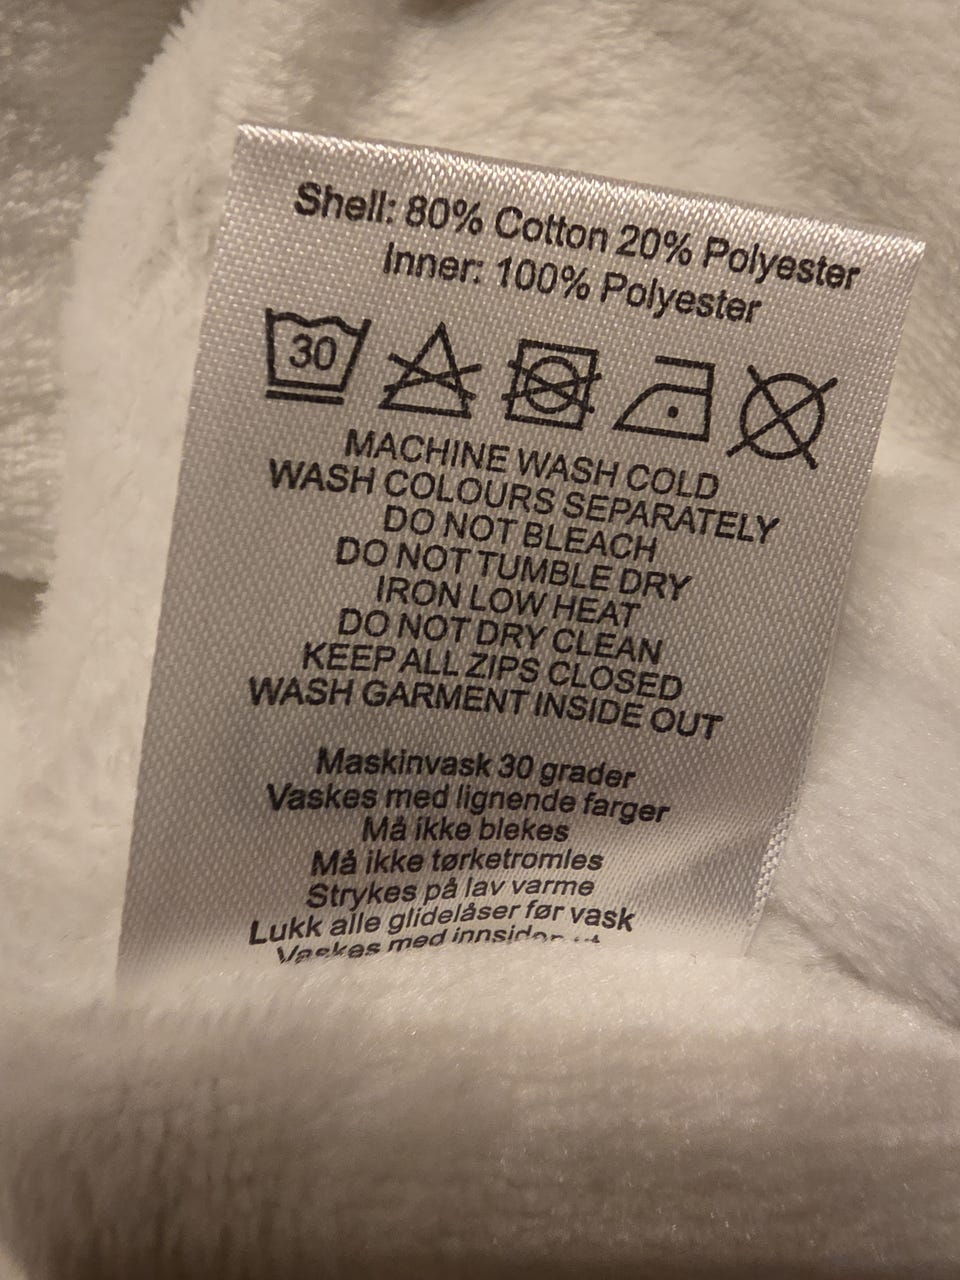 Shell: 80% Cotton 20% Polyester
Inner: 100% Polyester
30
MACHINE WASH COLD
WASH COLOURS SEPARATELY
DO NOT BLEACH
DO NOT TUMBLE DRY
IRON LOW HEAT
DO NOT DRY CLEAN
KEEP ALL ZIPS CLOSED
WASH GARMENT INSIDE OUT
Maskinvask 30 grader
Vaskes med lignende farger
Må ikke blekes
Må ikke tørketromles
Strykes på lav varme
Lukk alle glidelåser før vask
Vaskes med